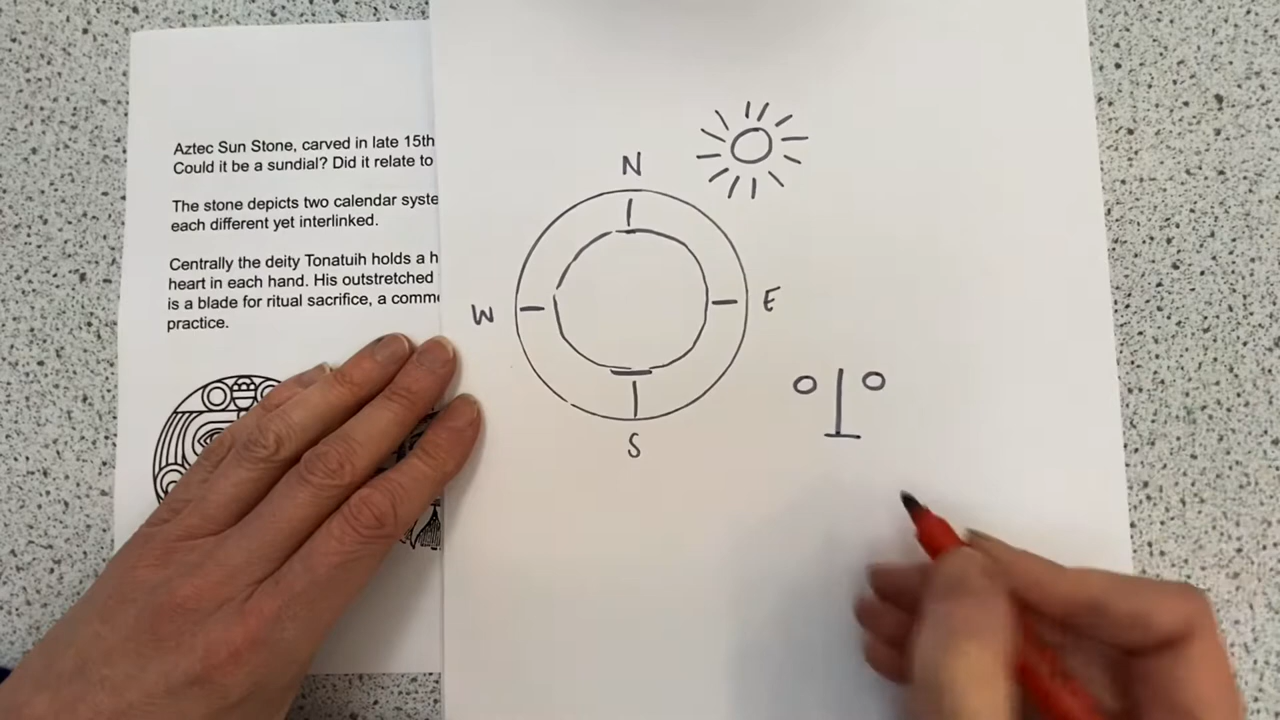 Aztec Sun Stone, carved in late 15th
Could it be a sundial? Did it relate to
The stone depicts two calendar syste
each different yet interlinked.
Centrally the deity Tonatuih holds a h
heart in each hand. His outstretched
is a blade for ritual sacrifice, a comm
practice.
N
W
E
S